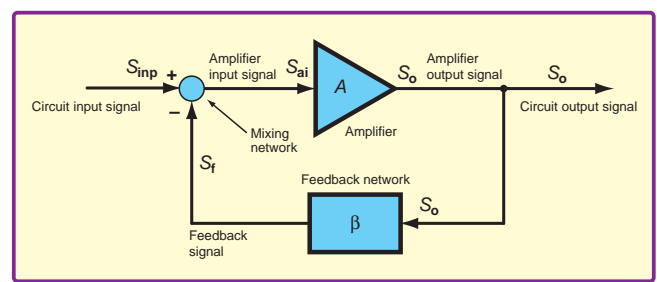 Amplifier
input signal
Amplifier
output signal
Sinp
+
Sai
A
So
So
Circuit input signal
−
Mixing
network
Amplifier
Circuit output signal
Sf
Feedback network
So
β
Feedback
signal